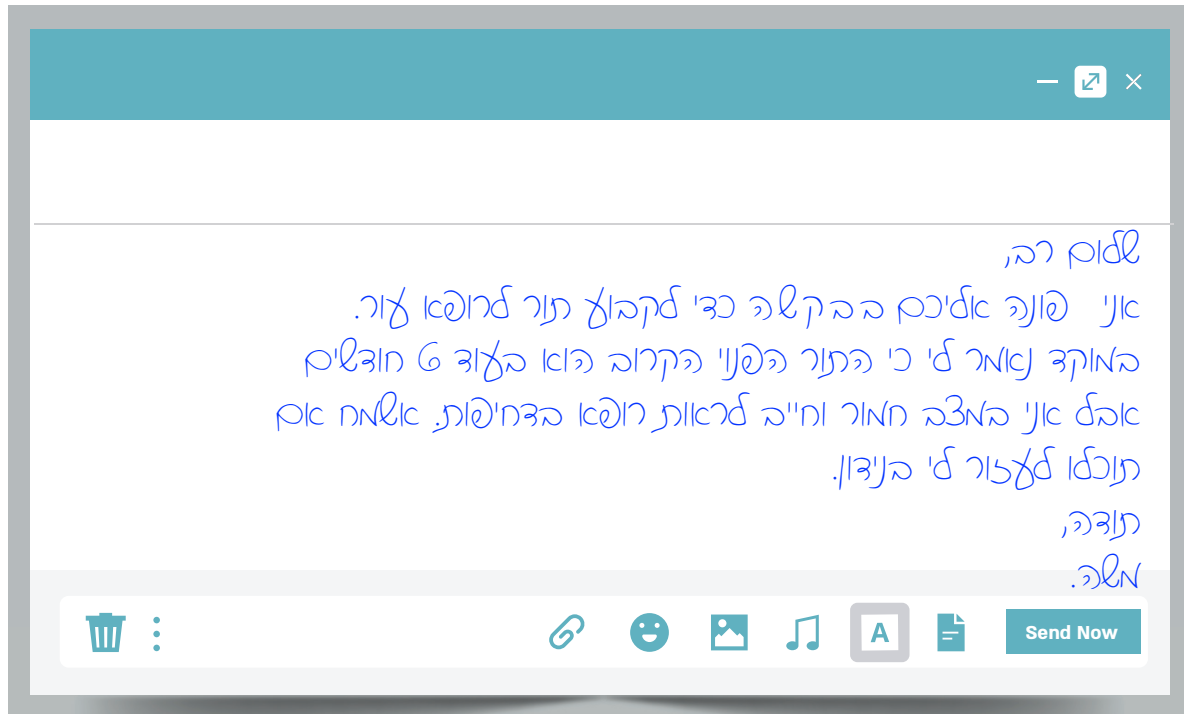 שלום רב,
אני פונה אליכם בבקשה כדי לקבוע תור לרופא עור.
במוקד נאמר לי כי התור הפנוי הקרוב הוא בעוד 6 חודשים
אבל אני במצב חמור וחייב לראות רופא בדחיפות. אשמח אם
תוכלו לעזור לי בנידון.
תודה,
משה.
A
Send Now